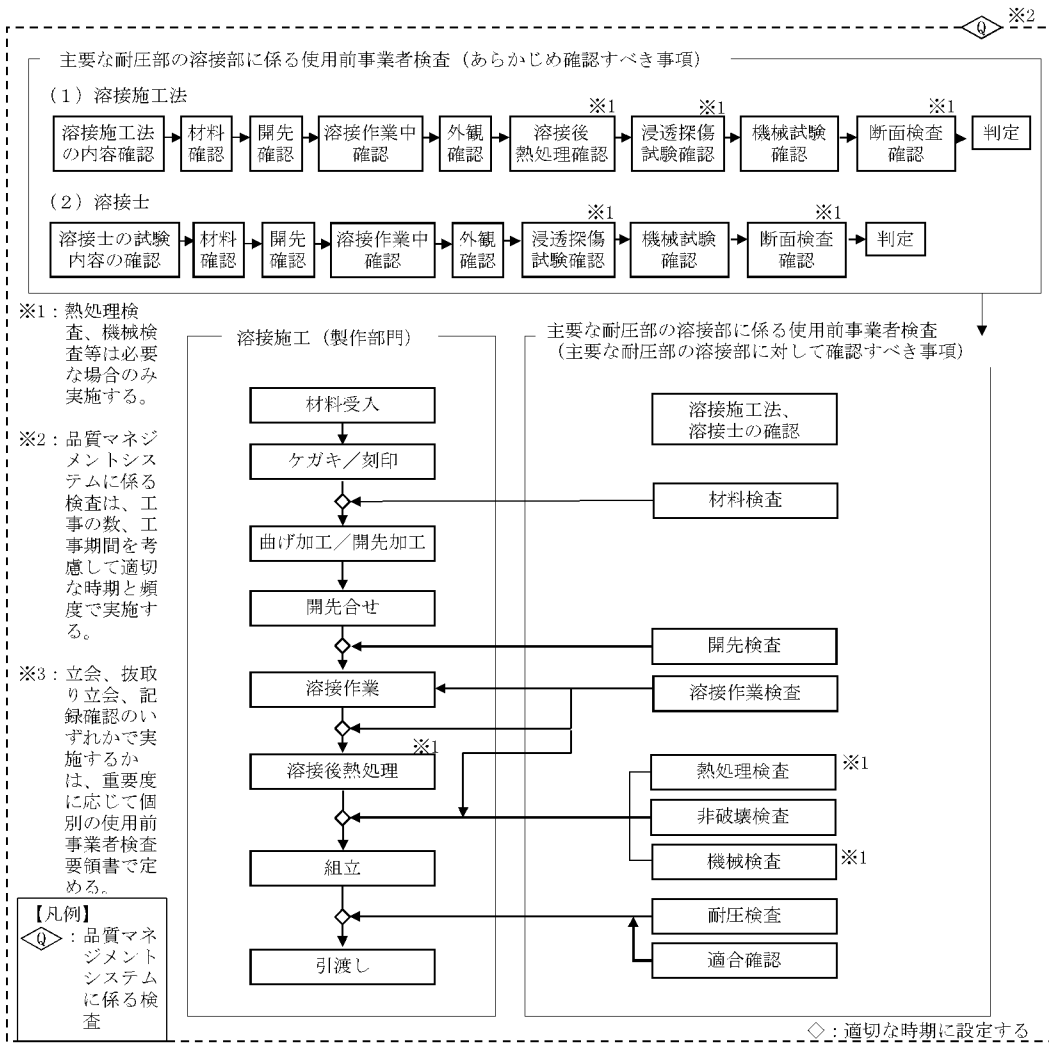 Q ※2
主要な耐圧部の溶接部に係る使用前事業者検査（あらかじめ確認すべき事項）
（１）溶接施工法
※1
※1
※1
溶接施工法
の内容確認
材料
確認
開先
確認
溶接作業中
確認
外観
確認
溶接後
熱処理確認
浸透探傷
試験確認
機械試験
確認
断面検査
確認
判定
（２）溶接士
※1
※1
溶接士の試験
内容の確認
材料
確認
開先
確認
溶接作業中
確認
外観
確認
浸透探傷
試験確認
機械試験
確認
断面検査
確認
判定
※1：熱処理検
査、機械検
査等は必要
な場合のみ
実施する。
※2：品質マネジ
メントシス
テムに係る
検査は、工
事の数、工
事期間を考
慮して適切
な時期と頻
度で実施す
る。
※3：立会、抜取
り立会、記
録確認のい
ずれかで実
施するか
は、重要度
に応じて個
別の使用前
事業者検査
要領書で定
める。
【凡例】
Q：品質マネ
ジメント
システム
に係る検
査
溶接施工（製作部門）
材料受入
ケガキ／刻印
曲げ加工／開先加工
開先合せ
溶接作業
※1
溶接後熱処理
組立
引渡し
主要な耐圧部の溶接部に係る使用前事業者検査
（主要な耐圧部の溶接部に対して確認すべき事項）
溶接施工法、
溶接士の確認
材料検査
開先検査
溶接作業検査
熱処理検査 ※1
非破壊検査
機械検査 ※1
耐圧検査
適合確認
◇：適切な時期に設定する